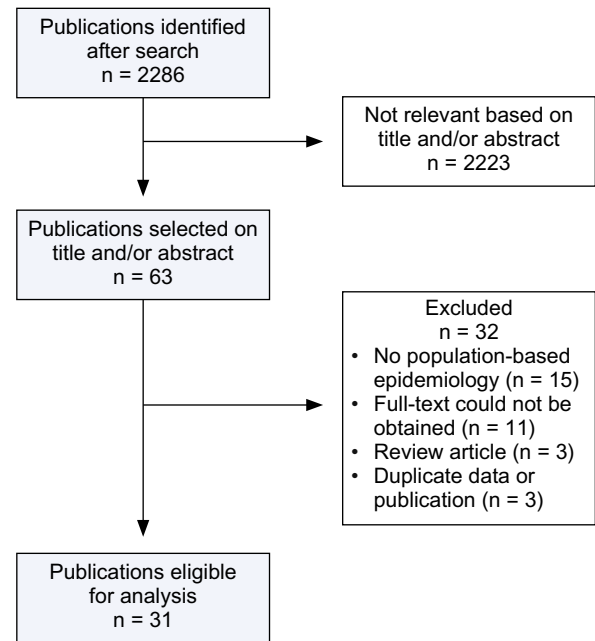 Publications identified
after search
n = 2286
Not relevant based on
title and/or abstract
n = 2223
Publications selected on
title and/or abstract
n = 63
Excluded
n = 32
• No population-based
epidemiology (n = 15)
• Full-text could not be
obtained (n = 11)
• Review article (n = 3)
• Duplicate data or
publication (n = 3)
Publications eligible
for analysis
n = 31